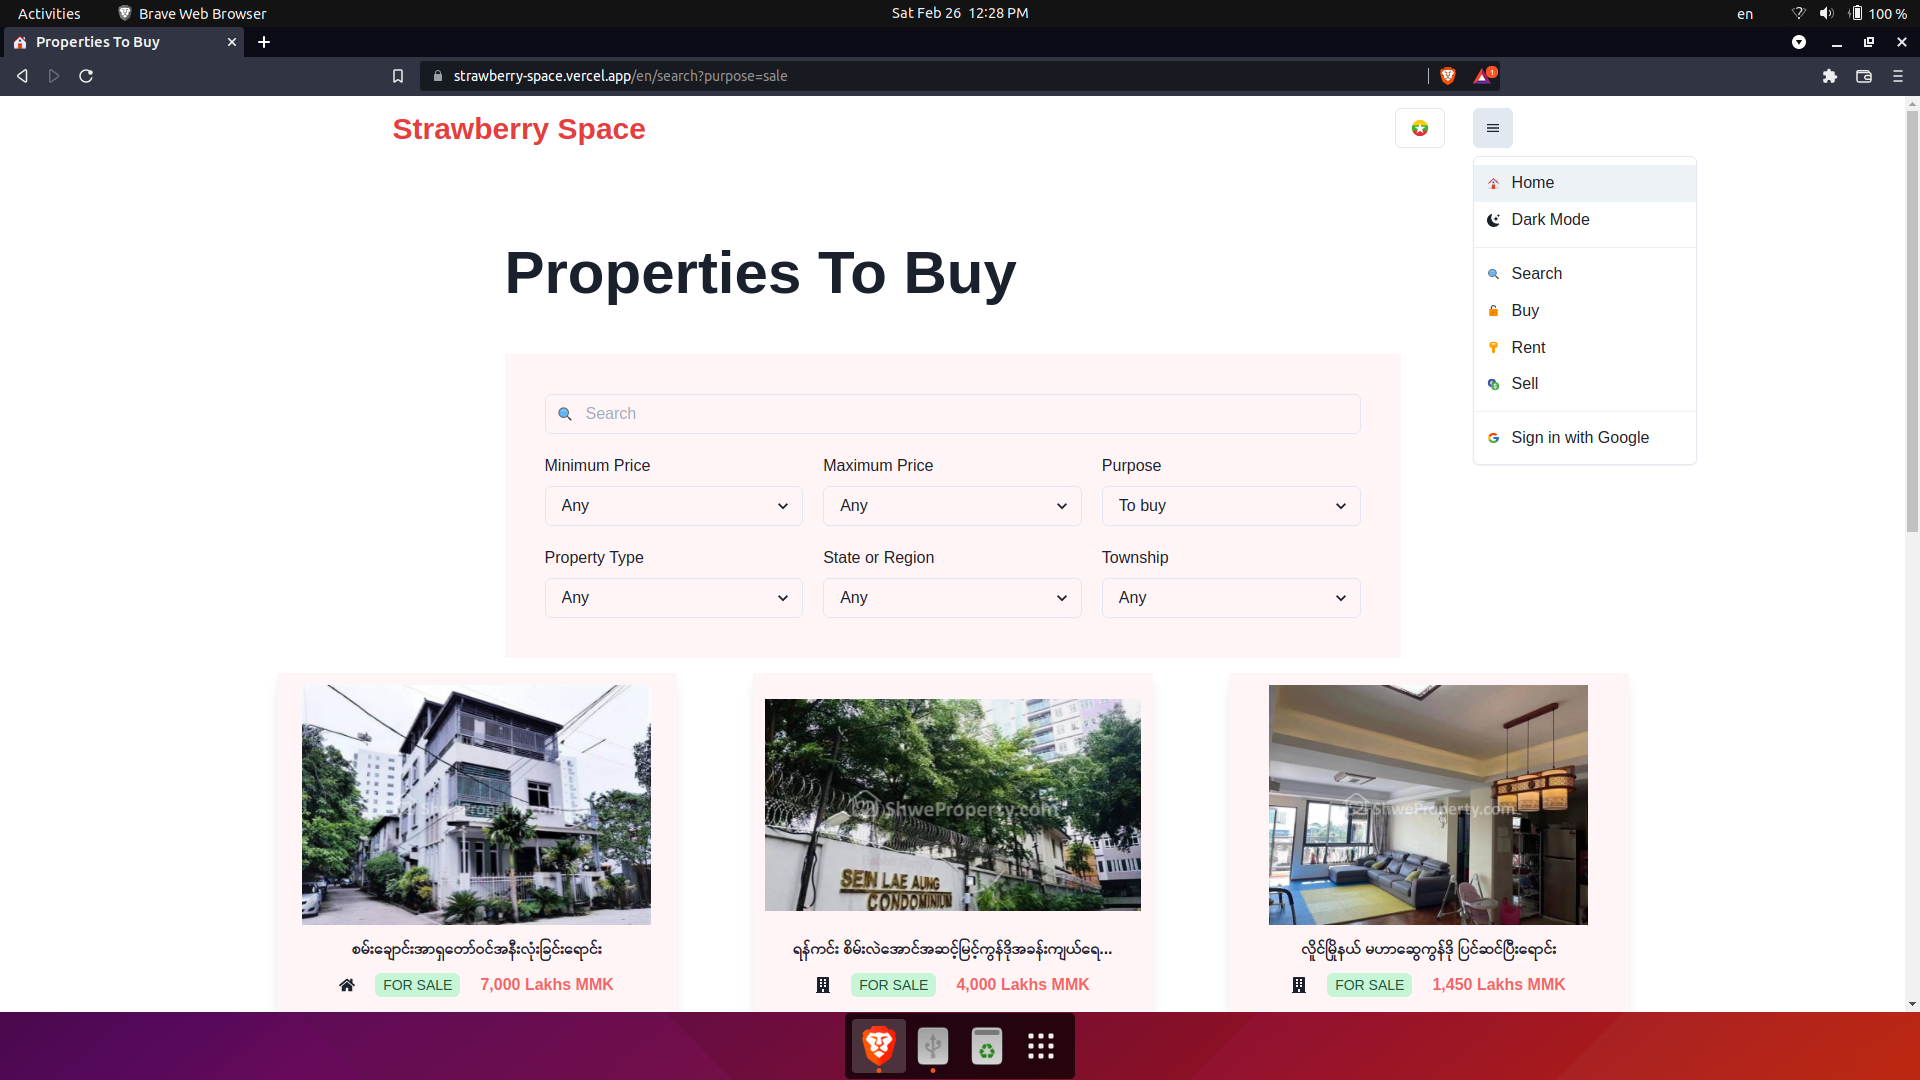 Activities
Brave Web Browser
Sat Feb 26 12:28 PM
en
100 %
Properties To Buy
strawberry-space.vercel.app/en/search?purpose=sale
1
Strawberry Space
Home
Dark Mode
Search
Buy
Rent
Sell
Sign in with Google
Properties To Buy
Search
Minimum Price
Maximum Price
Purpose
Any
Any
To buy
Property Type
State or Region
Township
Any
Any
Any
ShweProperty.com
ShweProperty.com
ShweProperty.com
SEIN LAE AUNG
CONDOMINIUM
စမ်းချောင်းအာရှတော်ဝင်အနီးလုံးခြင်းရောင်း
ရန်ကင်း စိမ်းလဲအောင်အဆင့်မြင့်ကွန်ဒိုအခန်းကျယ်ရေ...
လှိုင်မြို့နယ် မဟာဆွေကွန်ဒို ပြင်ဆင်ပြီးရောင်း
FOR SALE
7,000 Lakhs MMK
FOR SALE
4,000 Lakhs MMK
FOR SALE
1,450 Lakhs MMK